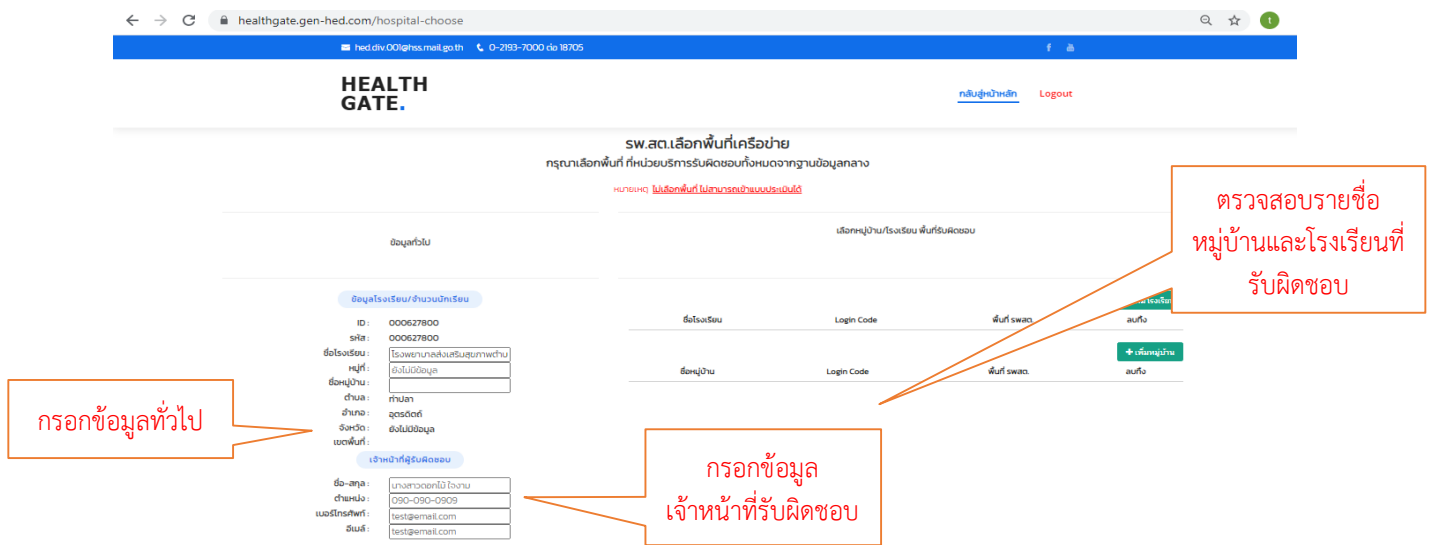 healthgate.gen-hed.com/hospital-choose
t
hed.div.001@hss.mail.go.th 0-2193-7000 ต่อ 18705
HEALTH
GATE.
กลับสู่หน้าหลัก Logout
รพ.สต.เลือกพื้นที่เครือข่าย
กรุณาเลือกพื้นที่ ที่หน่วยบริการรับผิดชอบทั้งหมดจากฐานข้อมูลกลาง
หมายเหตุ ไม่เลือกพื้นที่ ไม่สามารถเข้าแบบประเมินได้
ตรวจสอบรายชื่อ
หมู่บ้านและโรงเรียนที่
รับผิดชอบ
ข้อมูลทั่วไป
เลือกหมู่บ้าน/โรงเรียน พื้นที่รับผิดชอบ
ข้อมูลโรงเรียน/จำนวนนักเรียน
ID : 000627800
รหัส : 000627800
ชื่อโรงเรียน : โรงพยาบาลส่งเสริมสุขภาพตำบ
หมู่ที่ : ยังไม่มีข้อมูล
ชื่อหมู่บ้าน :
ตำบล : ท่าปลา
อำเภอ : อุตรดิตถ์
จังหวัด : ยังไม่มีข้อมูล
เขตพื้นที่ :
เจ้าหน้าที่ผู้รับผิดชอบ
ชื่อ-สกุล : นางสาวดอกไม้ ใจงาม
ตำแหน่ง : 090-090-0909
เบอร์โทรศัพท์ : test@email.com
อีเมล์ : test@email.com
ชื่อโรงเรียน Login Code พื้นที่ รพสต. ลบทิ้ง
+ เพิ่มหมู่บ้าน
ชื่อหมู่บ้าน Login Code พื้นที่ รพสต. ลบทิ้ง
กรอกข้อมูลทั่วไป
กรอกข้อมูล
เจ้าหน้าที่รับผิดชอบ